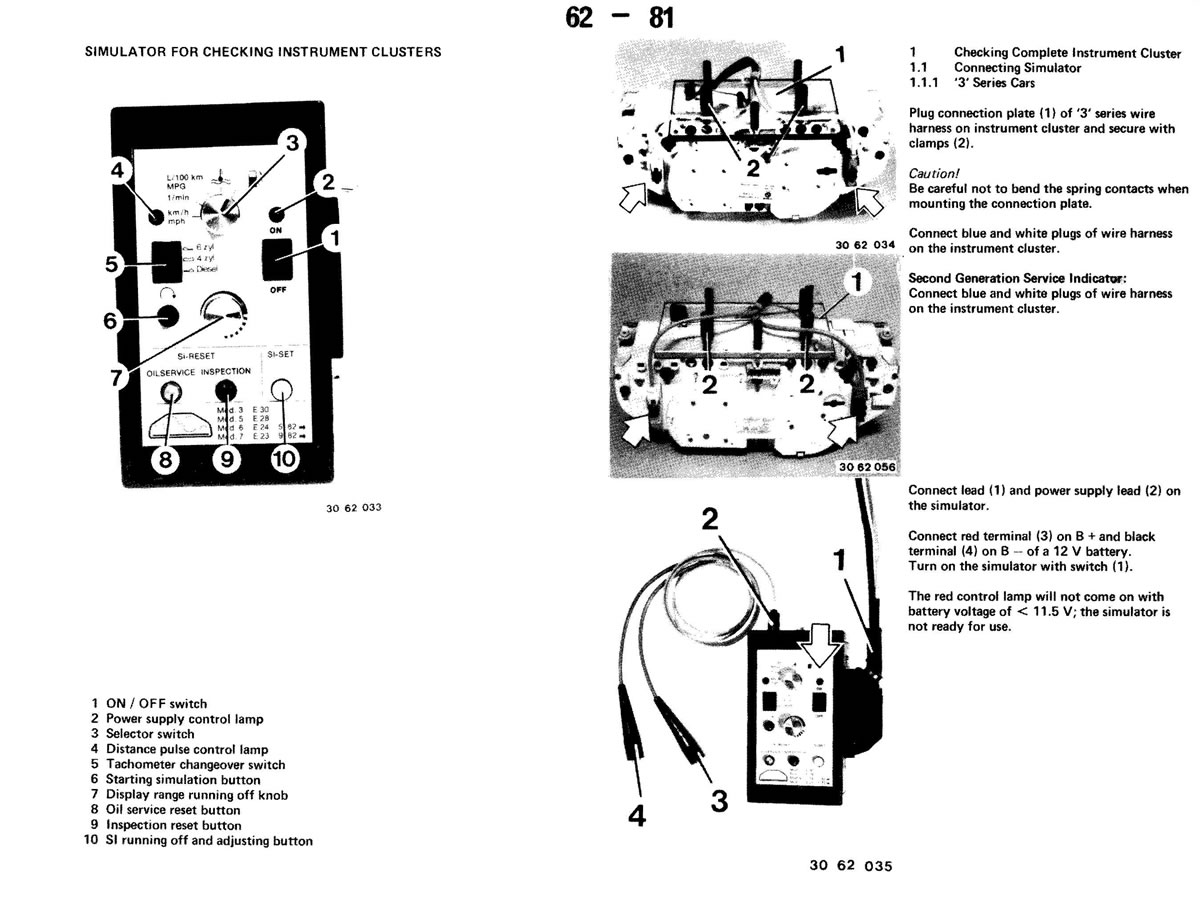 62 – 81
SIMULATOR FOR CHECKING INSTRUMENT CLUSTERS
3
4
2
L/100 km
MPG
1/min
km/h
mph
ON
1
6 zyl
4 zyl
Diesel
5
OFF
6
7
SI-RESET
SI-SET
OILSERVICE INSPECTION
Mod. 3 E 30
Mod. 5 E 28
Mod. 6 E 24 5/82
Mod. 7 E 23 9/82
8
9
10
30 62 033
1 ON / OFF switch
2 Power supply control lamp
3 Selector switch
4 Distance pulse control lamp
5 Tachometer changeover switch
6 Starting simulation button
7 Display range running off knob
8 Oil service reset button
9 Inspection reset button
10 SI running off and adjusting button
1
2
30 62 034
1
2
2
30 62 056
2
1
4
3
30 62 035
1 Checking Complete Instrument Cluster
1.1 Connecting Simulator
1.1.1 '3' Series Cars
Plug connection plate (1) of '3' series wire
harness on instrument cluster and secure with
clamps (2).
Caution!
Be careful not to bend the spring contacts when
mounting the connection plate.
Connect blue and white plugs of wire harness
on the instrument cluster.
Second Generation Service Indicator:
Connect blue and white plugs of wire harness
on the instrument cluster.
Connect lead (1) and power supply lead (2) on
the simulator.
Connect red terminal (3) on B + and black
terminal (4) on B – of a 12 V battery.
Turn on the simulator with switch (1).
The red control lamp will not come on with
battery voltage of < 11.5 V; the simulator is
not ready for use.